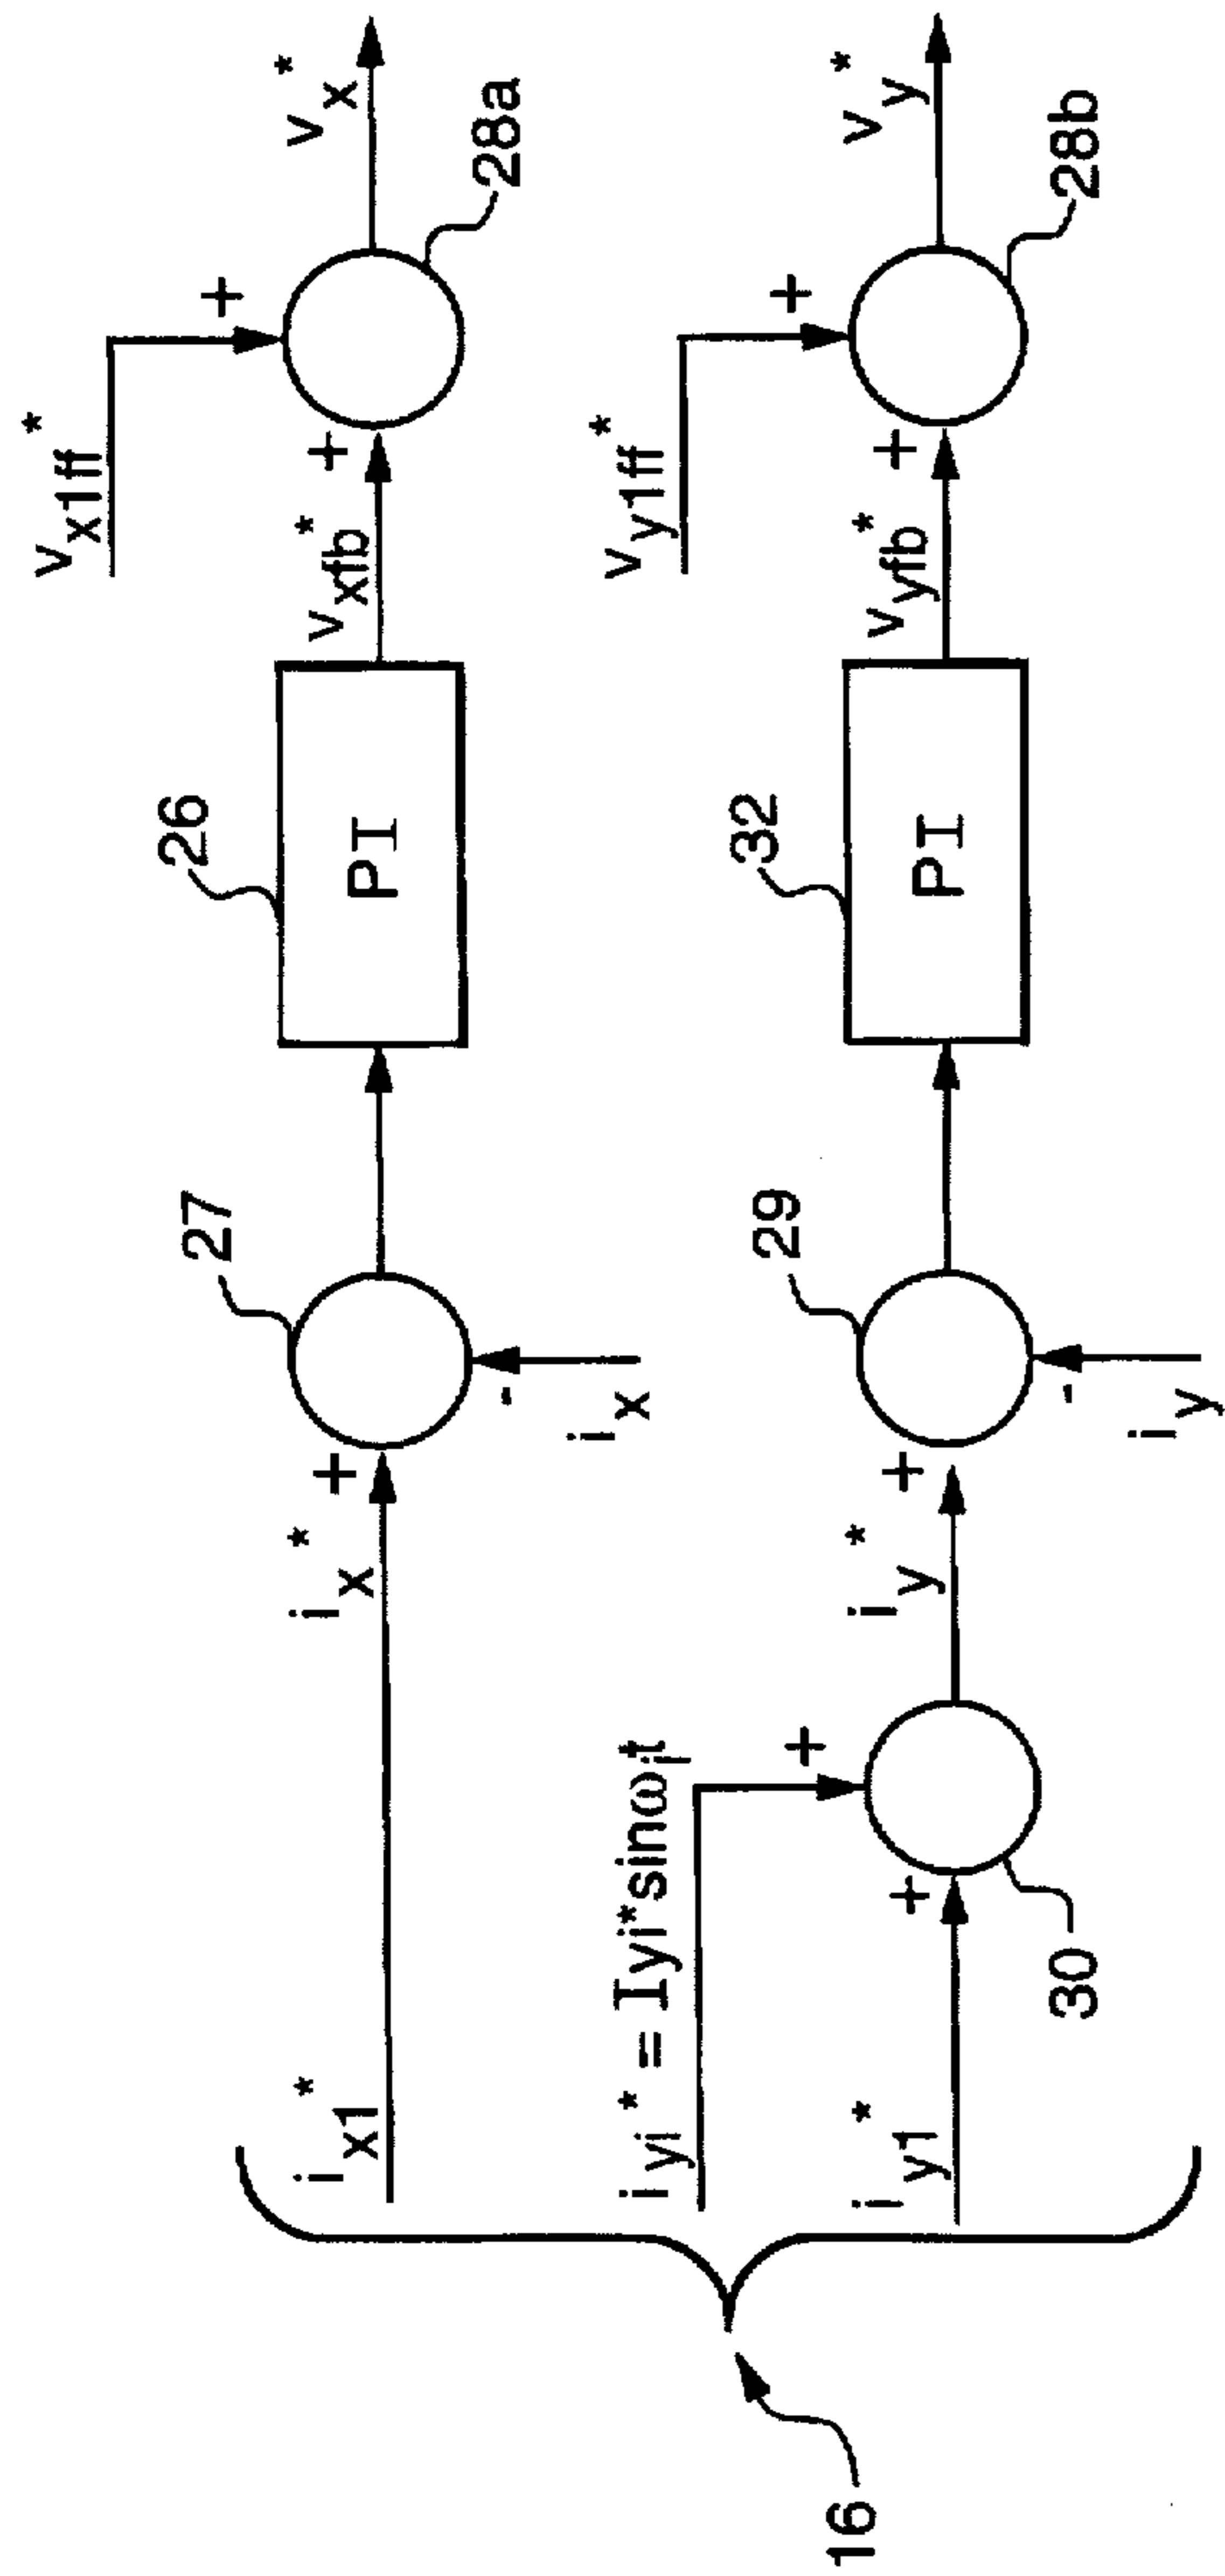 16
i_x1*
i_x*
+
-
i_x
27
26
PI
v_xfb*
+
v_x1ff*
+
28a
v_x*
i_yi* = Iyi*sinω_it
+
i_y1*
+
30
i_y*
+
-
i_y
29
32
PI
v_yfb*
+
v_y1ff*
+
28b
v_y*